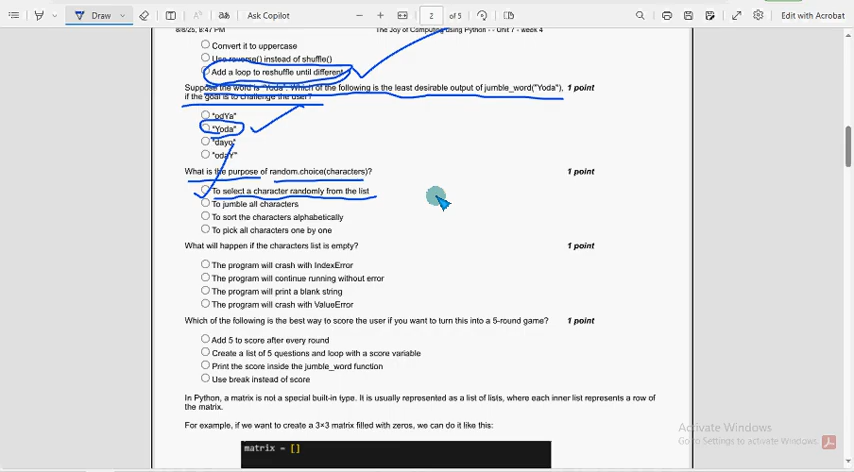 Draw
Ask Copilot
2 of 5
Edit with Acrobat
8/8/25, 8:47 PM The Joy of Computing using Python - - Unit 7 - week 4
Convert it to uppercase
Use reverse() instead of shuffle()
Add a loop to reshuffle until different
Suppose the word is "Yoda". Which of the following is the least desirable output of jumble_word("Yoda"), 1 point
if the goal is to challenge the user?
"odYa"
"Yoda"
"dayo"
"odaY"
What is the purpose of random.choice(characters)? 1 point
To select a character randomly from the list
To jumble all characters
To sort the characters alphabetically
To pick all characters one by one
What will happen if the characters list is empty? 1 point
The program will crash with IndexError
The program will continue running without error
The program will print a blank string
The program will crash with ValueError
Which of the following is the best way to score the user if you want to turn this into a 5-round game? 1 point
Add 5 to score after every round
Create a list of 5 questions and loop with a score variable
Print the score inside the jumble_word function
Use break instead of score
In Python, a matrix is not a special built-in type. It is usually represented as a list of lists, where each inner list represents a row of
the matrix.
For example, if we want to create a 3×3 matrix filled with zeros, we can do it like this:
matrix = []
Activate Windows
Go to Settings to activate Windows.